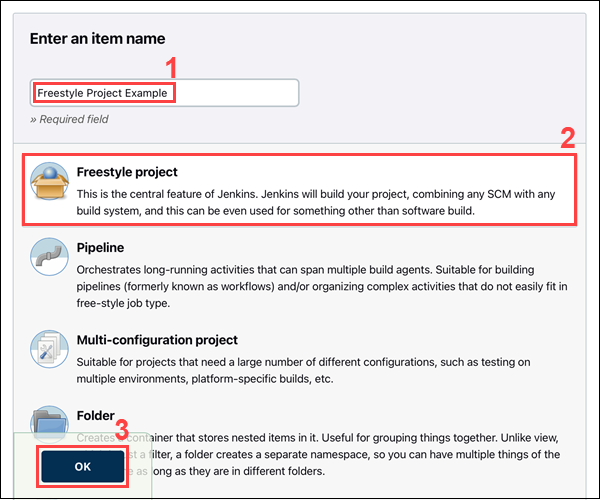 Enter an item name
1
Freestyle Project Example
» Required field
2
Freestyle project
This is the central feature of Jenkins. Jenkins will build your project, combining any SCM with any
build system, and this can be even used for something other than software build.
Pipeline
Orchestrates long-running activities that can span multiple build agents. Suitable for building
pipelines (formerly known as workflows) and/or organizing complex activities that do not easily fit in
free-style job type.
Multi-configuration project
Suitable for projects that need a large number of different configurations, such as testing on
multiple environments, platform-specific builds, etc.
Folder
3
Creates a container that stores nested items in it. Useful for grouping things together. Unlike view,
a filter, a folder creates a separate namespace, so you can have multiple things of the
OK
as long as they are in different folders.